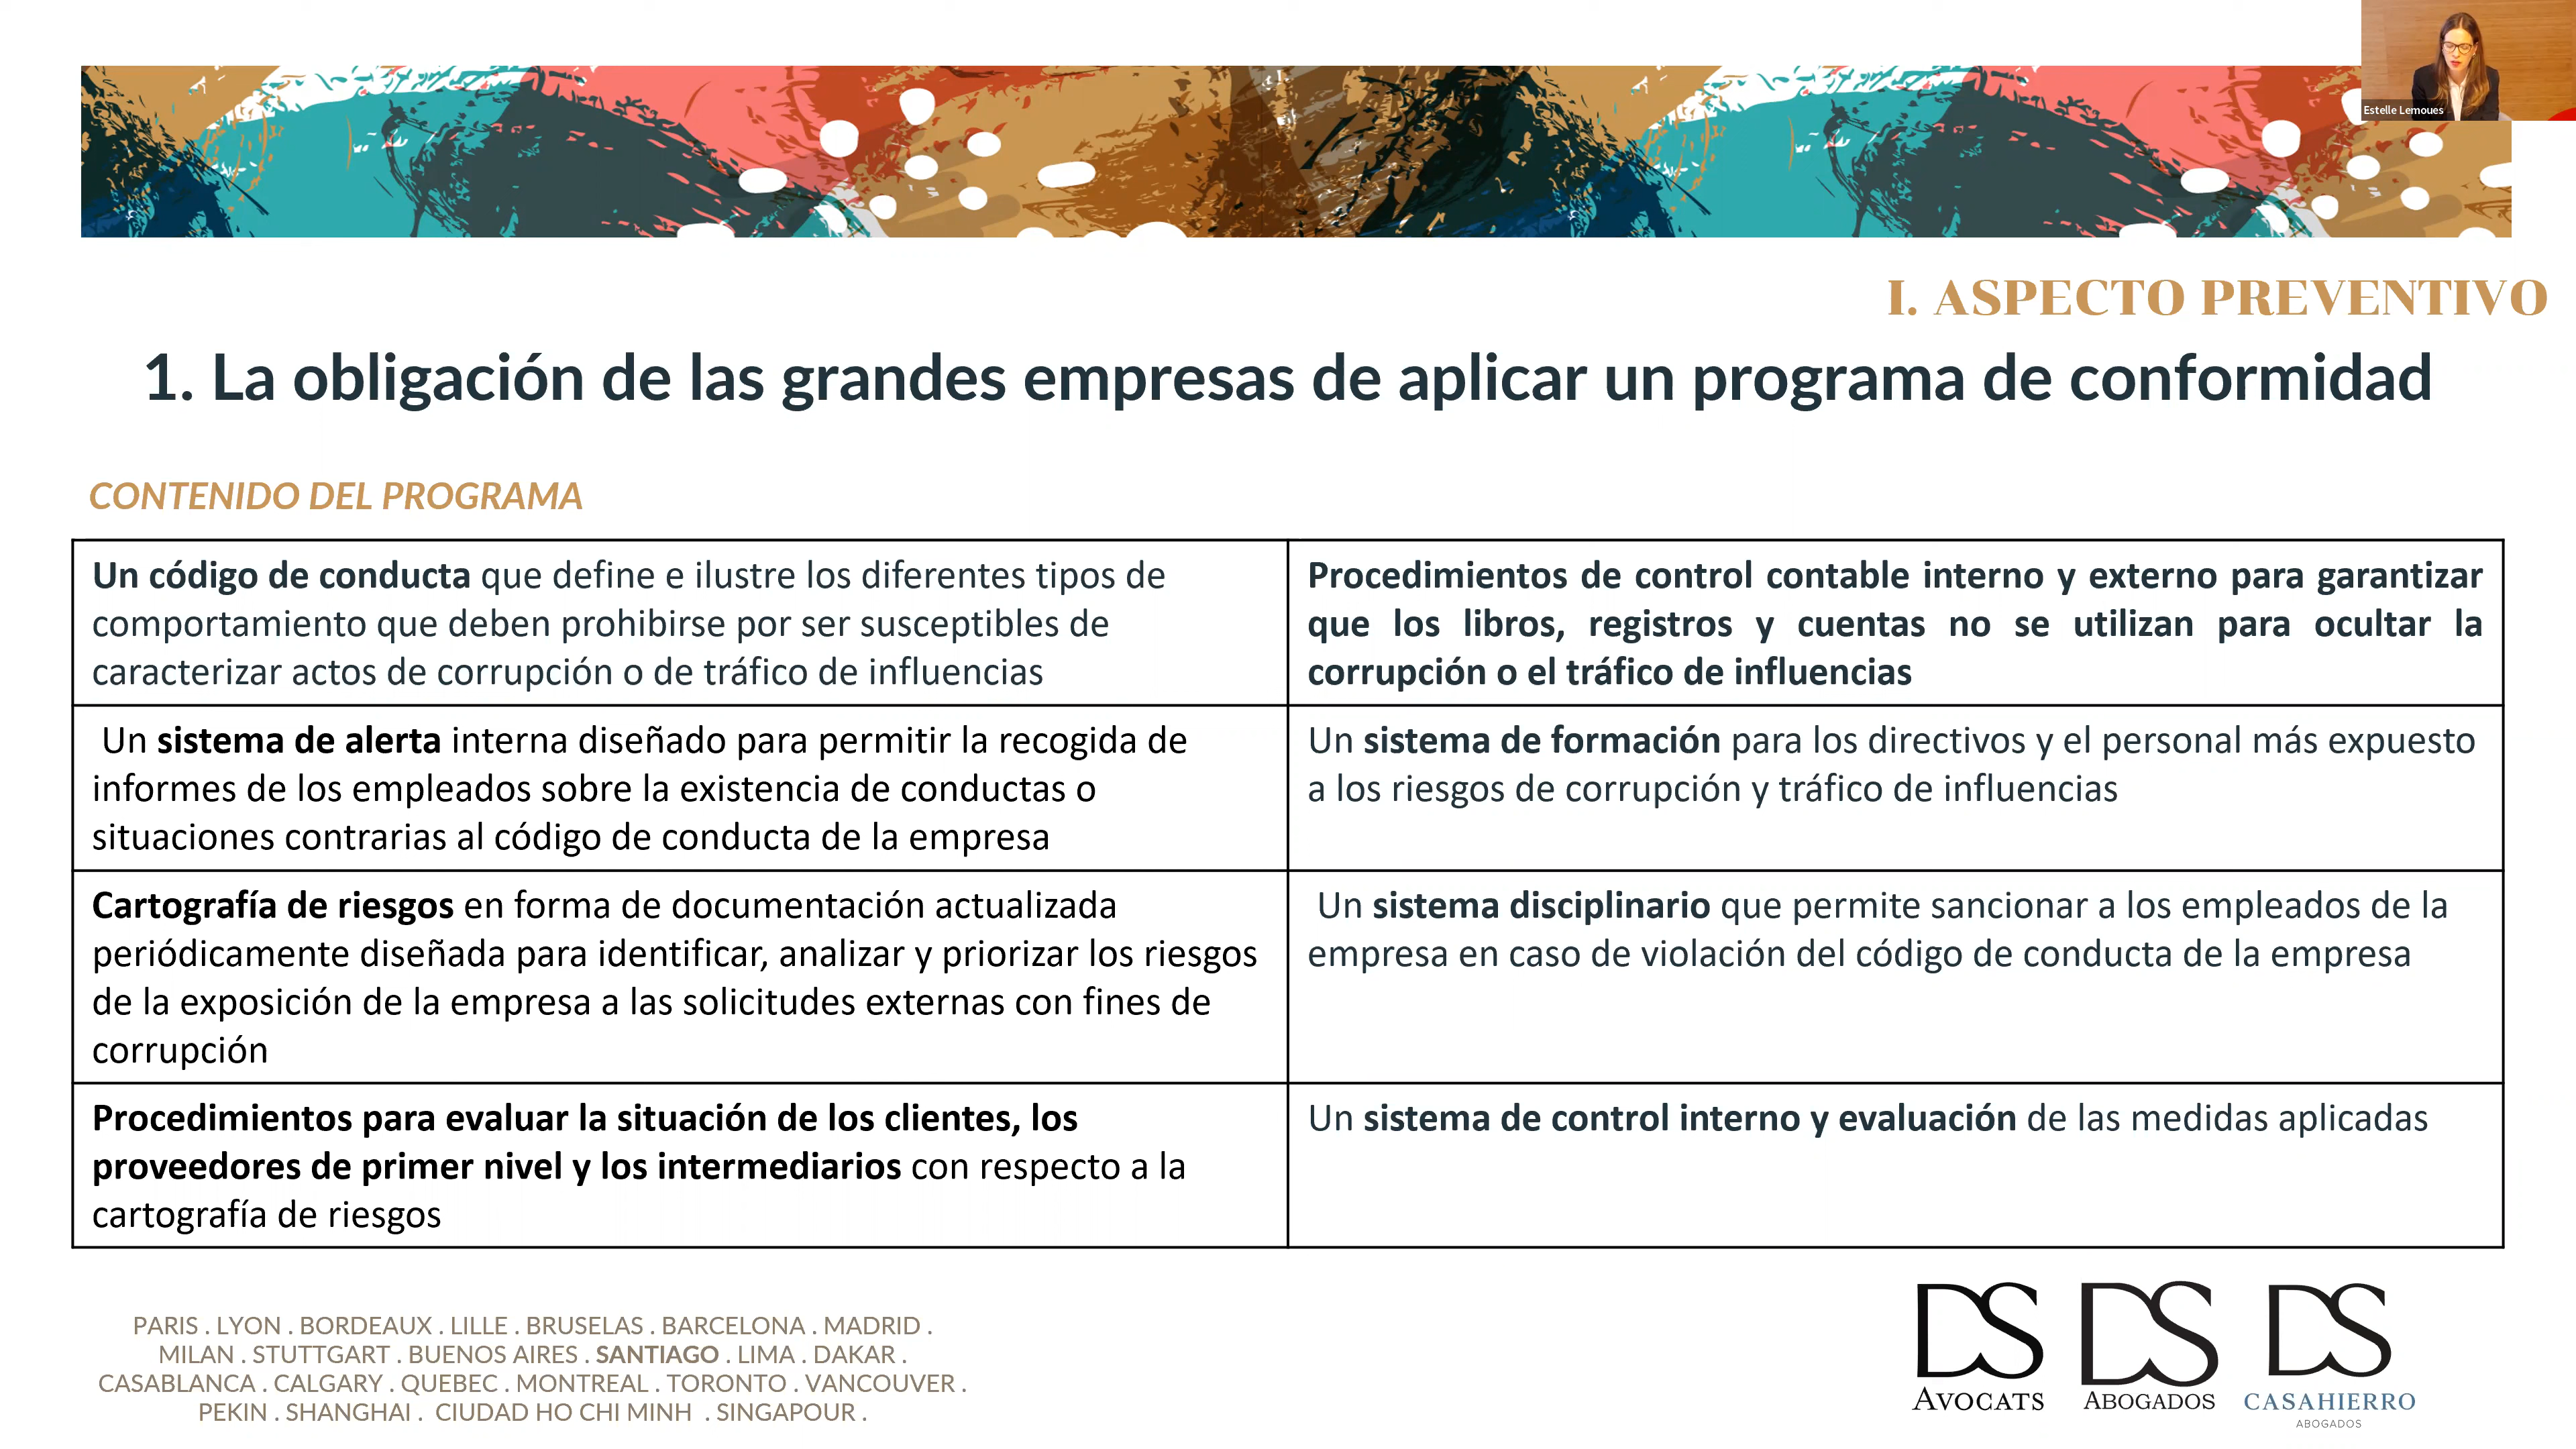 Estelle Lemoues
I. ASPECTO PREVENTIVO
1. La obligación de las grandes empresas de aplicar un programa de conformidad
CONTENIDO DEL PROGRAMA
Un código de conducta que define e ilustre los diferentes tipos de
comportamiento que deben prohibirse por ser susceptibles de
caracterizar actos de corrupción o de tráfico de influencias
Procedimientos de control contable interno y externo para garantizar
que los libros, registros y cuentas no se utilizan para ocultar la
corrupción o el tráfico de influencias
Un sistema de alerta interna diseñado para permitir la recogida de
informes de los empleados sobre la existencia de conductas o
situaciones contrarias al código de conducta de la empresa
Un sistema de formación para los directivos y el personal más expuesto
a los riesgos de corrupción y tráfico de influencias
Cartografía de riesgos en forma de documentación actualizada
periódicamente diseñada para identificar, analizar y priorizar los riesgos
de la exposición de la empresa a las solicitudes externas con fines de
corrupción
Un sistema disciplinario que permite sancionar a los empleados de la
empresa en caso de violación del código de conducta de la empresa
Procedimientos para evaluar la situación de los clientes, los
proveedores de primer nivel y los intermediarios con respecto a la
cartografía de riesgos
Un sistema de control interno y evaluación de las medidas aplicadas
PARIS . LYON . BORDEAUX . LILLE . BRUSELAS . BARCELONA . MADRID .
MILAN . STUTTGART . BUENOS AIRES . SANTIAGO . LIMA . DAKAR .
CASABLANCA . CALGARY . QUEBEC . MONTREAL . TORONTO . VANCOUVER .
PEKIN . SHANGHAI . CIUDAD HO CHI MINH . SINGAPOUR .
DS
AVOCATS
DS
ABOGADOS
DS
CASAHIERRO
ABOGADOS